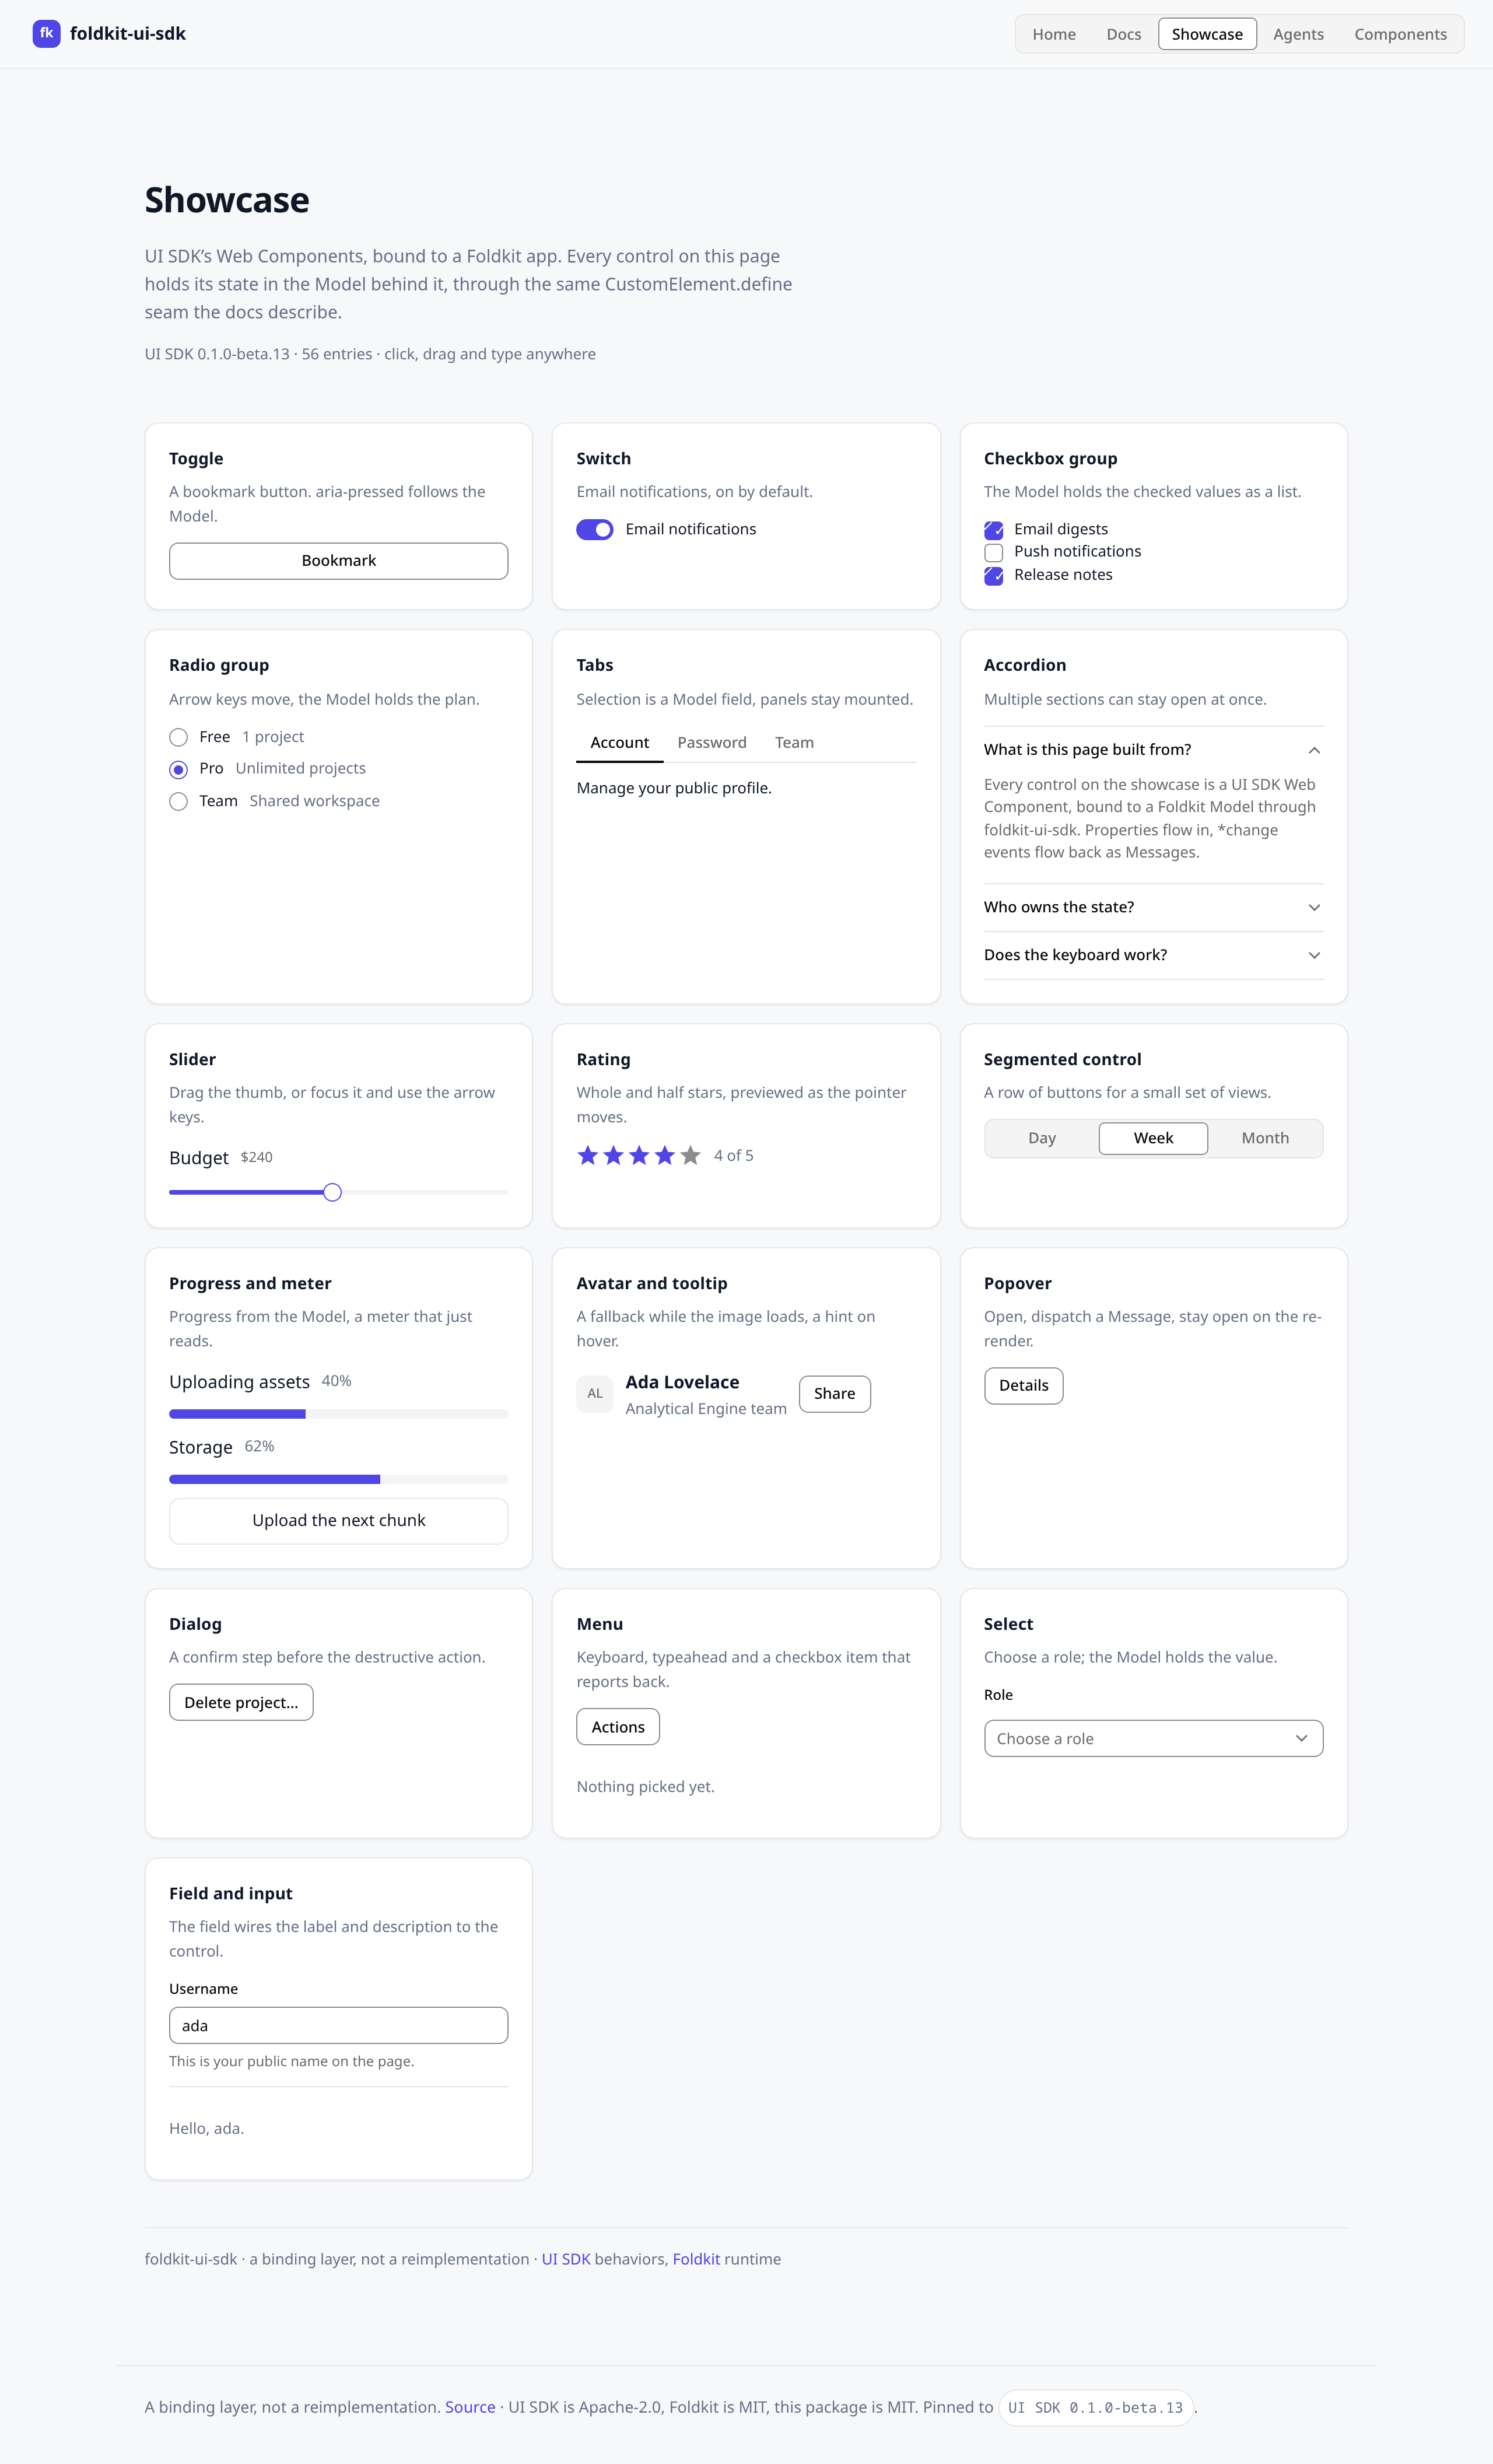 fk foldkit-ui-sdk
Home Docs Showcase Agents Components
Showcase
UI SDK’s Web Components, bound to a Foldkit app. Every control on this page
holds its state in the Model behind it, through the same CustomElement.define
seam the docs describe.
UI SDK 0.1.0-beta.13 · 56 entries · click, drag and type anywhere
Toggle
A bookmark button. aria-pressed follows the
Model.
Bookmark
Switch
Email notifications, on by default.
Email notifications
Checkbox group
The Model holds the checked values as a list.
Email digests
Push notifications
Release notes
Radio group
Arrow keys move, the Model holds the plan.
Free 1 project
Pro Unlimited projects
Team Shared workspace
Tabs
Selection is a Model field, panels stay mounted.
Account Password Team
Manage your public profile.
Accordion
Multiple sections can stay open at once.
What is this page built from?
Every control on the showcase is a UI SDK Web
Component, bound to a Foldkit Model through
foldkit-ui-sdk. Properties flow in, *change
events flow back as Messages.
Who owns the state?
Does the keyboard work?
Slider
Drag the thumb, or focus it and use the arrow
keys.
Budget $240
Rating
Whole and half stars, previewed as the pointer
moves.
4 of 5
Segmented control
A row of buttons for a small set of views.
Day Week Month
Progress and meter
Progress from the Model, a meter that just
reads.
Uploading assets 40%
Storage 62%
Upload the next chunk
Avatar and tooltip
A fallback while the image loads, a hint on
hover.
AL Ada Lovelace
Analytical Engine team
Share
Popover
Open, dispatch a Message, stay open on the re-
render.
Details
Dialog
A confirm step before the destructive action.
Delete project...
Menu
Keyboard, typeahead and a checkbox item that
reports back.
Actions
Nothing picked yet.
Select
Choose a role; the Model holds the value.
Role
Choose a role
Field and input
The field wires the label and description to the
control.
Username
ada
This is your public name on the page.
Hello, ada.
foldkit-ui-sdk · a binding layer, not a reimplementation · UI SDK behaviors, Foldkit runtime
A binding layer, not a reimplementation. Source · UI SDK is Apache-2.0, Foldkit is MIT, this package is MIT. Pinned to UI SDK 0.1.0-beta.13.